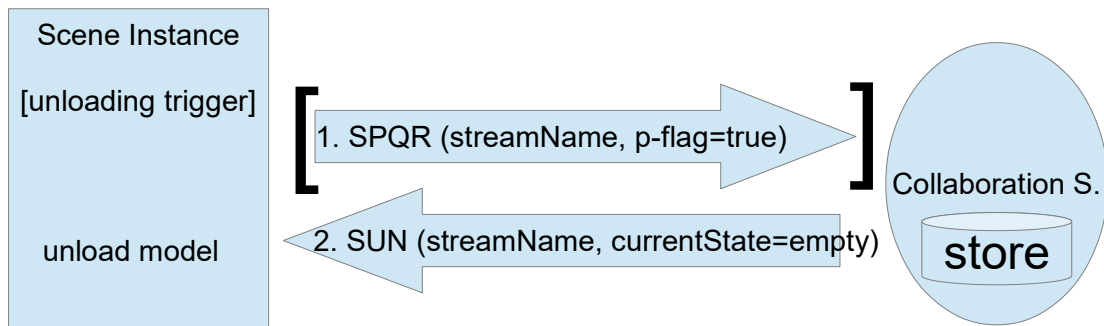 Scene Instance
[unloading trigger]
[
1. SPQR (streamName, p-flag=true)
]
Collaboration S.
2. SUN (streamName, currentState=empty)
unload model
store